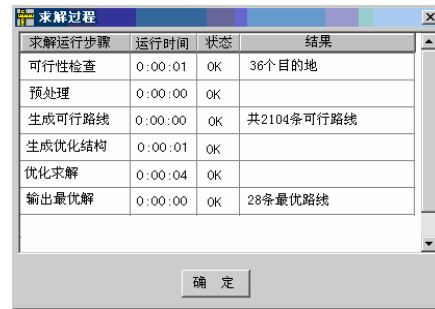 求解过程
求解运行步骤 运行时间 状态 结果
可行性检查 0:00:01 OK 36个目的地
预处理 0:00:00 OK
生成可行路线 0:00:00 OK 共2104条可行路线
生成优化结构 0:00:01 OK
优化求解 0:00:04 OK
输出最优解 0:00:00 OK 28条最优路线
确 定